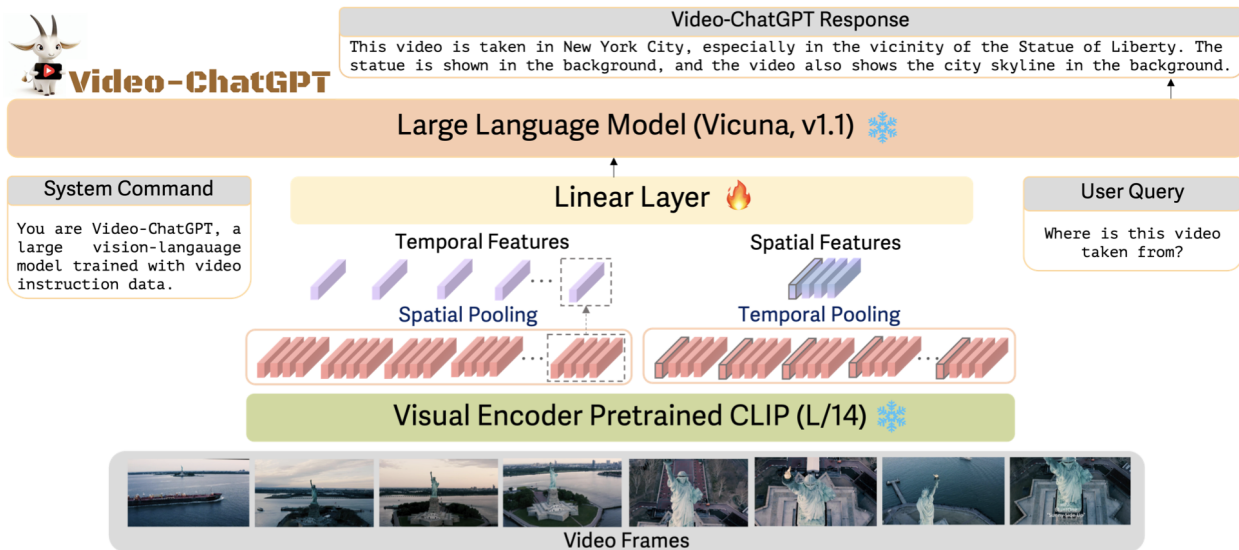 Video-ChatGPT Response
This video is taken in New York City, especially in the vicinity of the Statue of Liberty. The
statue is shown in the background, and the video also shows the city skyline in the background.
Video-ChatGPT
Large Language Model (Vicuna, v1.1)
System Command
You are Video-ChatGPT, a
large vision-langauage
model trained with video
instruction data.
Linear Layer
User Query
Where is this video
taken from?
Temporal Features
Spatial Features
...
Spatial Pooling
Temporal Pooling
...
...
Visual Encoder Pretrained CLIP (L/14)
Video Frames